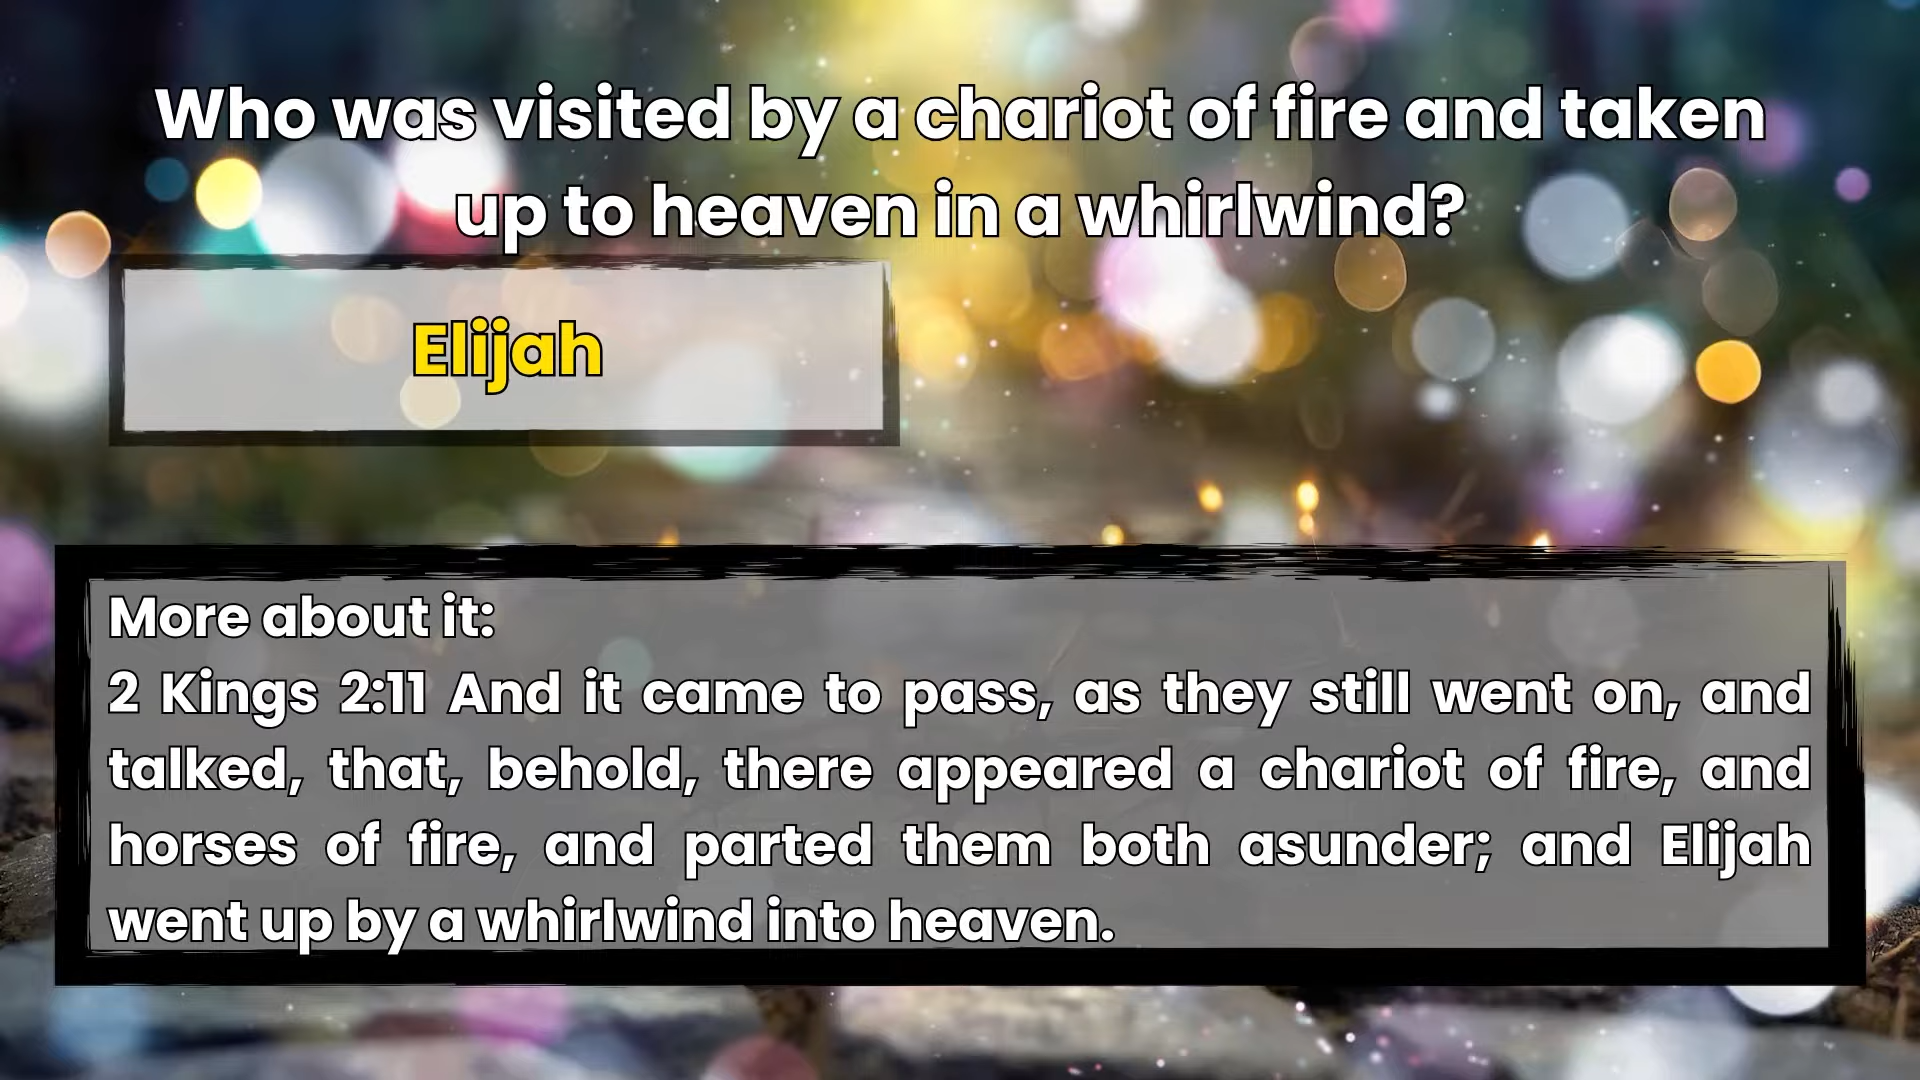 Who was visited by a chariot of fire and taken
up to heaven in a whirlwind?
Elijah
More about it:
2 Kings 2:11 And it came to pass, as they still went on, and
talked, that, behold, there appeared a chariot of fire, and
horses of fire, and parted them both asunder; and Elijah
went up by a whirlwind into heaven.